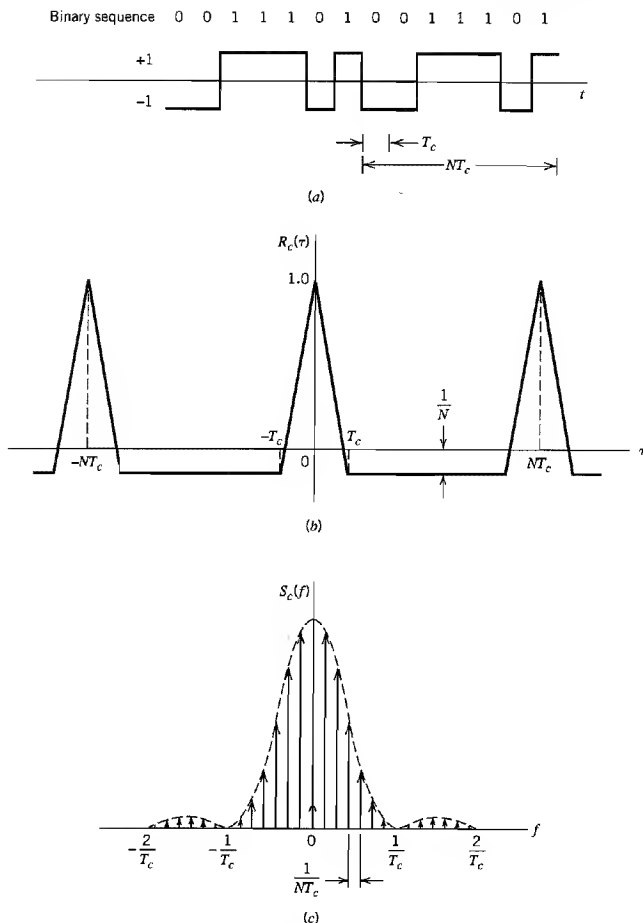 Binary sequence 0 0 1 1 1 0 1 0 0 1 1 1 0 1
+1
−1
t
T_c
NT_c
(a)
R_c(τ)
1.0
1/N
−T_c
T_c
−NT_c
0
NT_c
τ
(b)
S_c(f)
−2/T_c
−1/T_c
0
1/T_c
2/T_c
f
1/NT_c
(c)